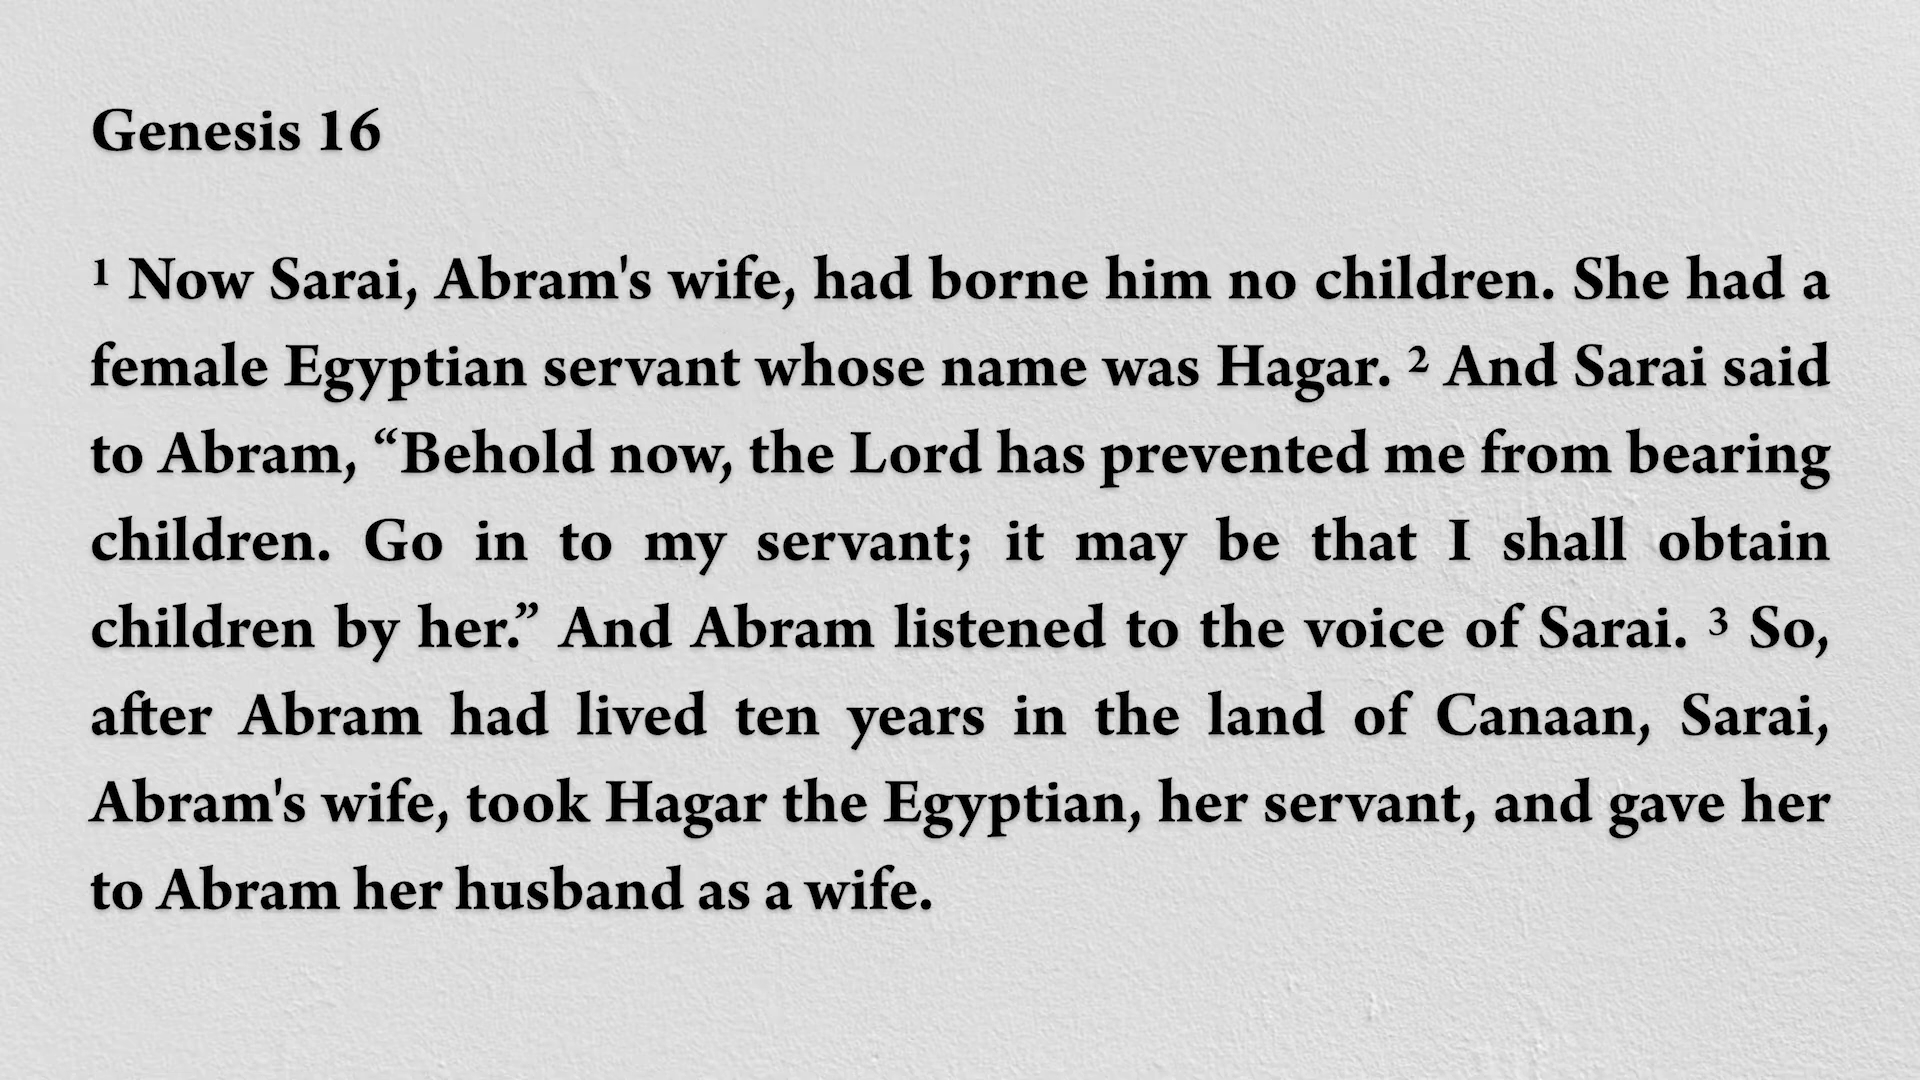 Genesis 16
¹ Now Sarai, Abram's wife, had borne him no children. She had a
female Egyptian servant whose name was Hagar. ² And Sarai said
to Abram, “Behold now, the Lord has prevented me from bearing
children. Go in to my servant; it may be that I shall obtain
children by her.” And Abram listened to the voice of Sarai. ³ So,
after Abram had lived ten years in the land of Canaan, Sarai,
Abram's wife, took Hagar the Egyptian, her servant, and gave her
to Abram her husband as a wife.